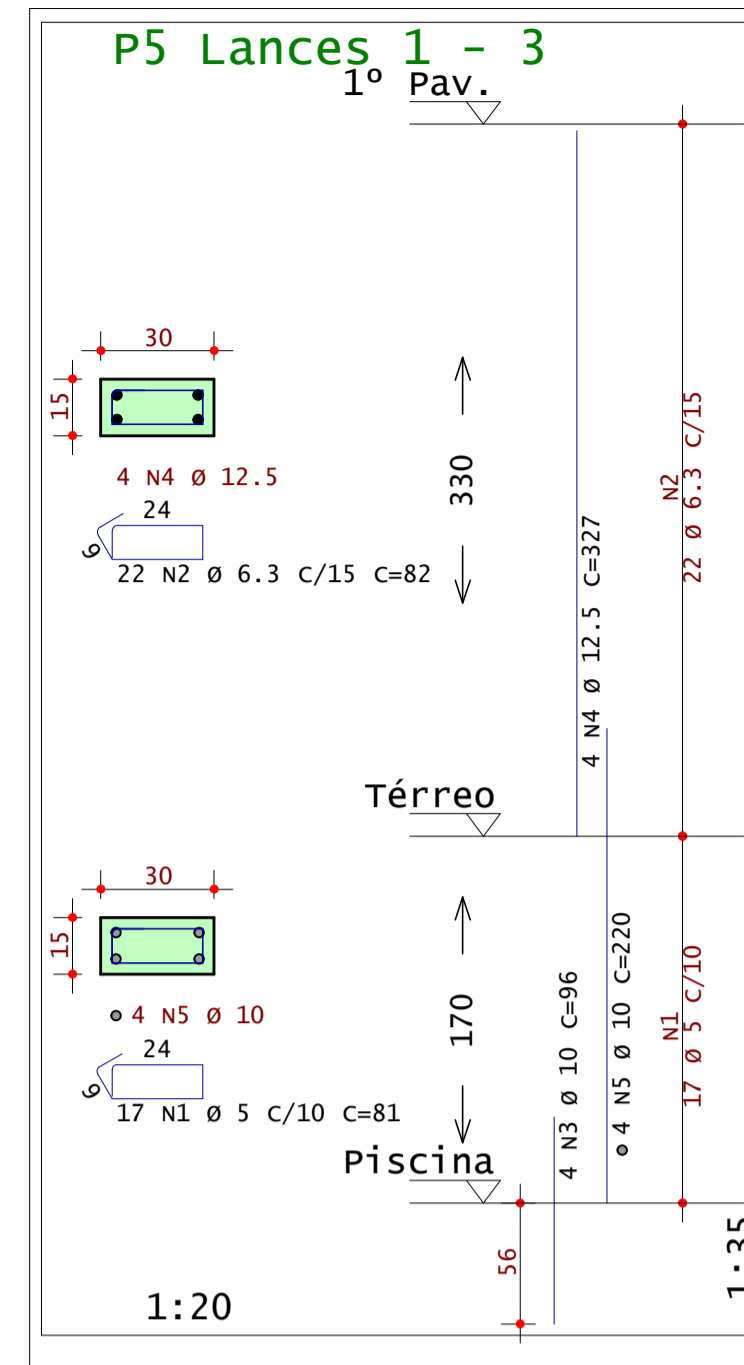 P5 Lances 1 - 3
1º Pav.
30
15
4 N4 Ø 12.5
24
9
22 N2 Ø 6.3 C/15 C=82
330
4 N4 Ø 12.5 C=327
N2
22 Ø 6.3 C/15
Térreo
30
15
4 N5 Ø 10
24
9
17 N1 Ø 5 C/10 C=81
170
4 N3 Ø 10 C=96
4 N5 Ø 10 C=220
N1
17 Ø 5 C/10
Piscina
56
1:20
1:35